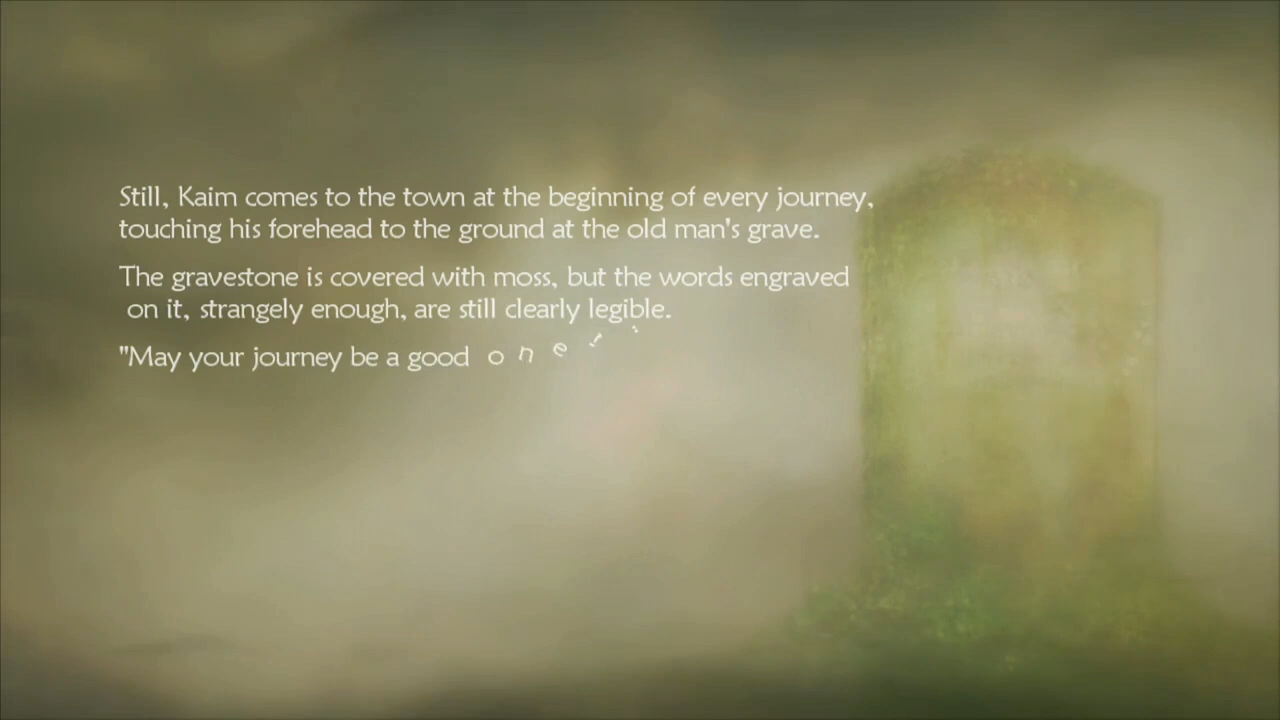 Still, Kaim comes to the town at the beginning of every journey,
touching his forehead to the ground at the old man's grave.
The gravestone is covered with moss, but the words engraved
on it, strangely enough, are still clearly legible.
"May your journey be a good one